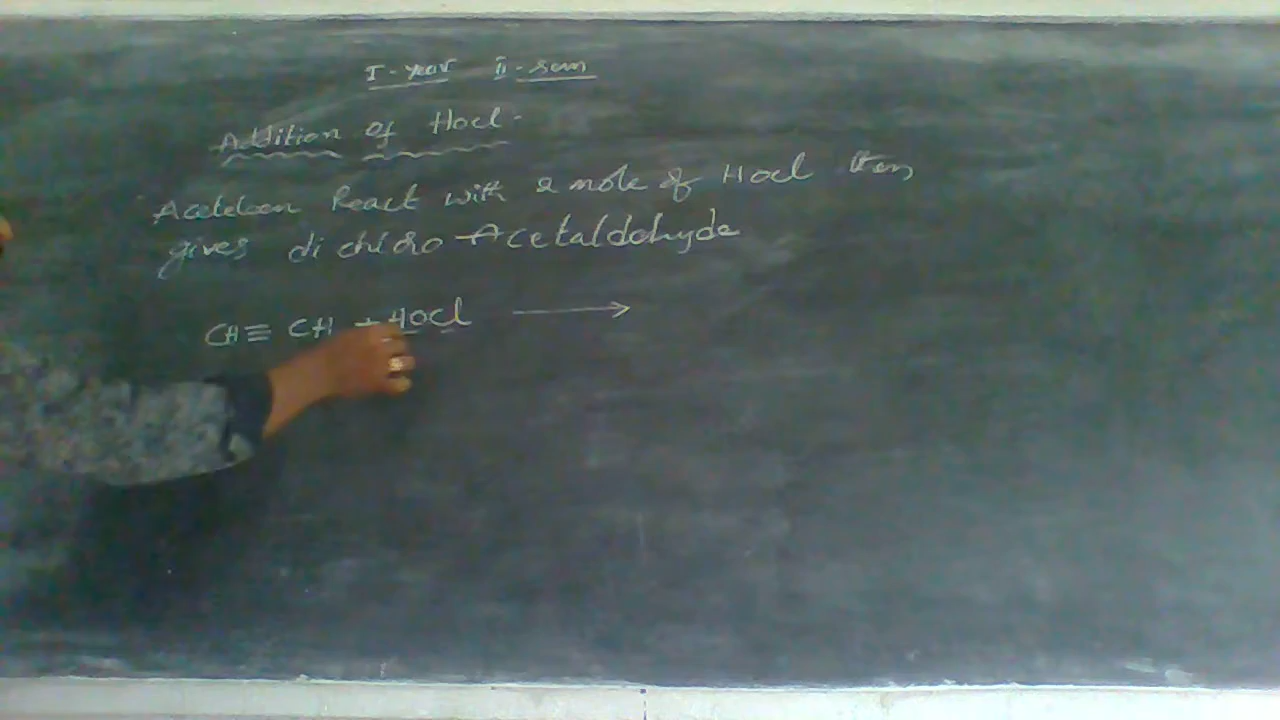 I - year II - sem
Addition of Hocl.
React with 2 mole of Hocl then
gives di chloro Acetaldehyde
CH ≡ CH + HOCl ⟶